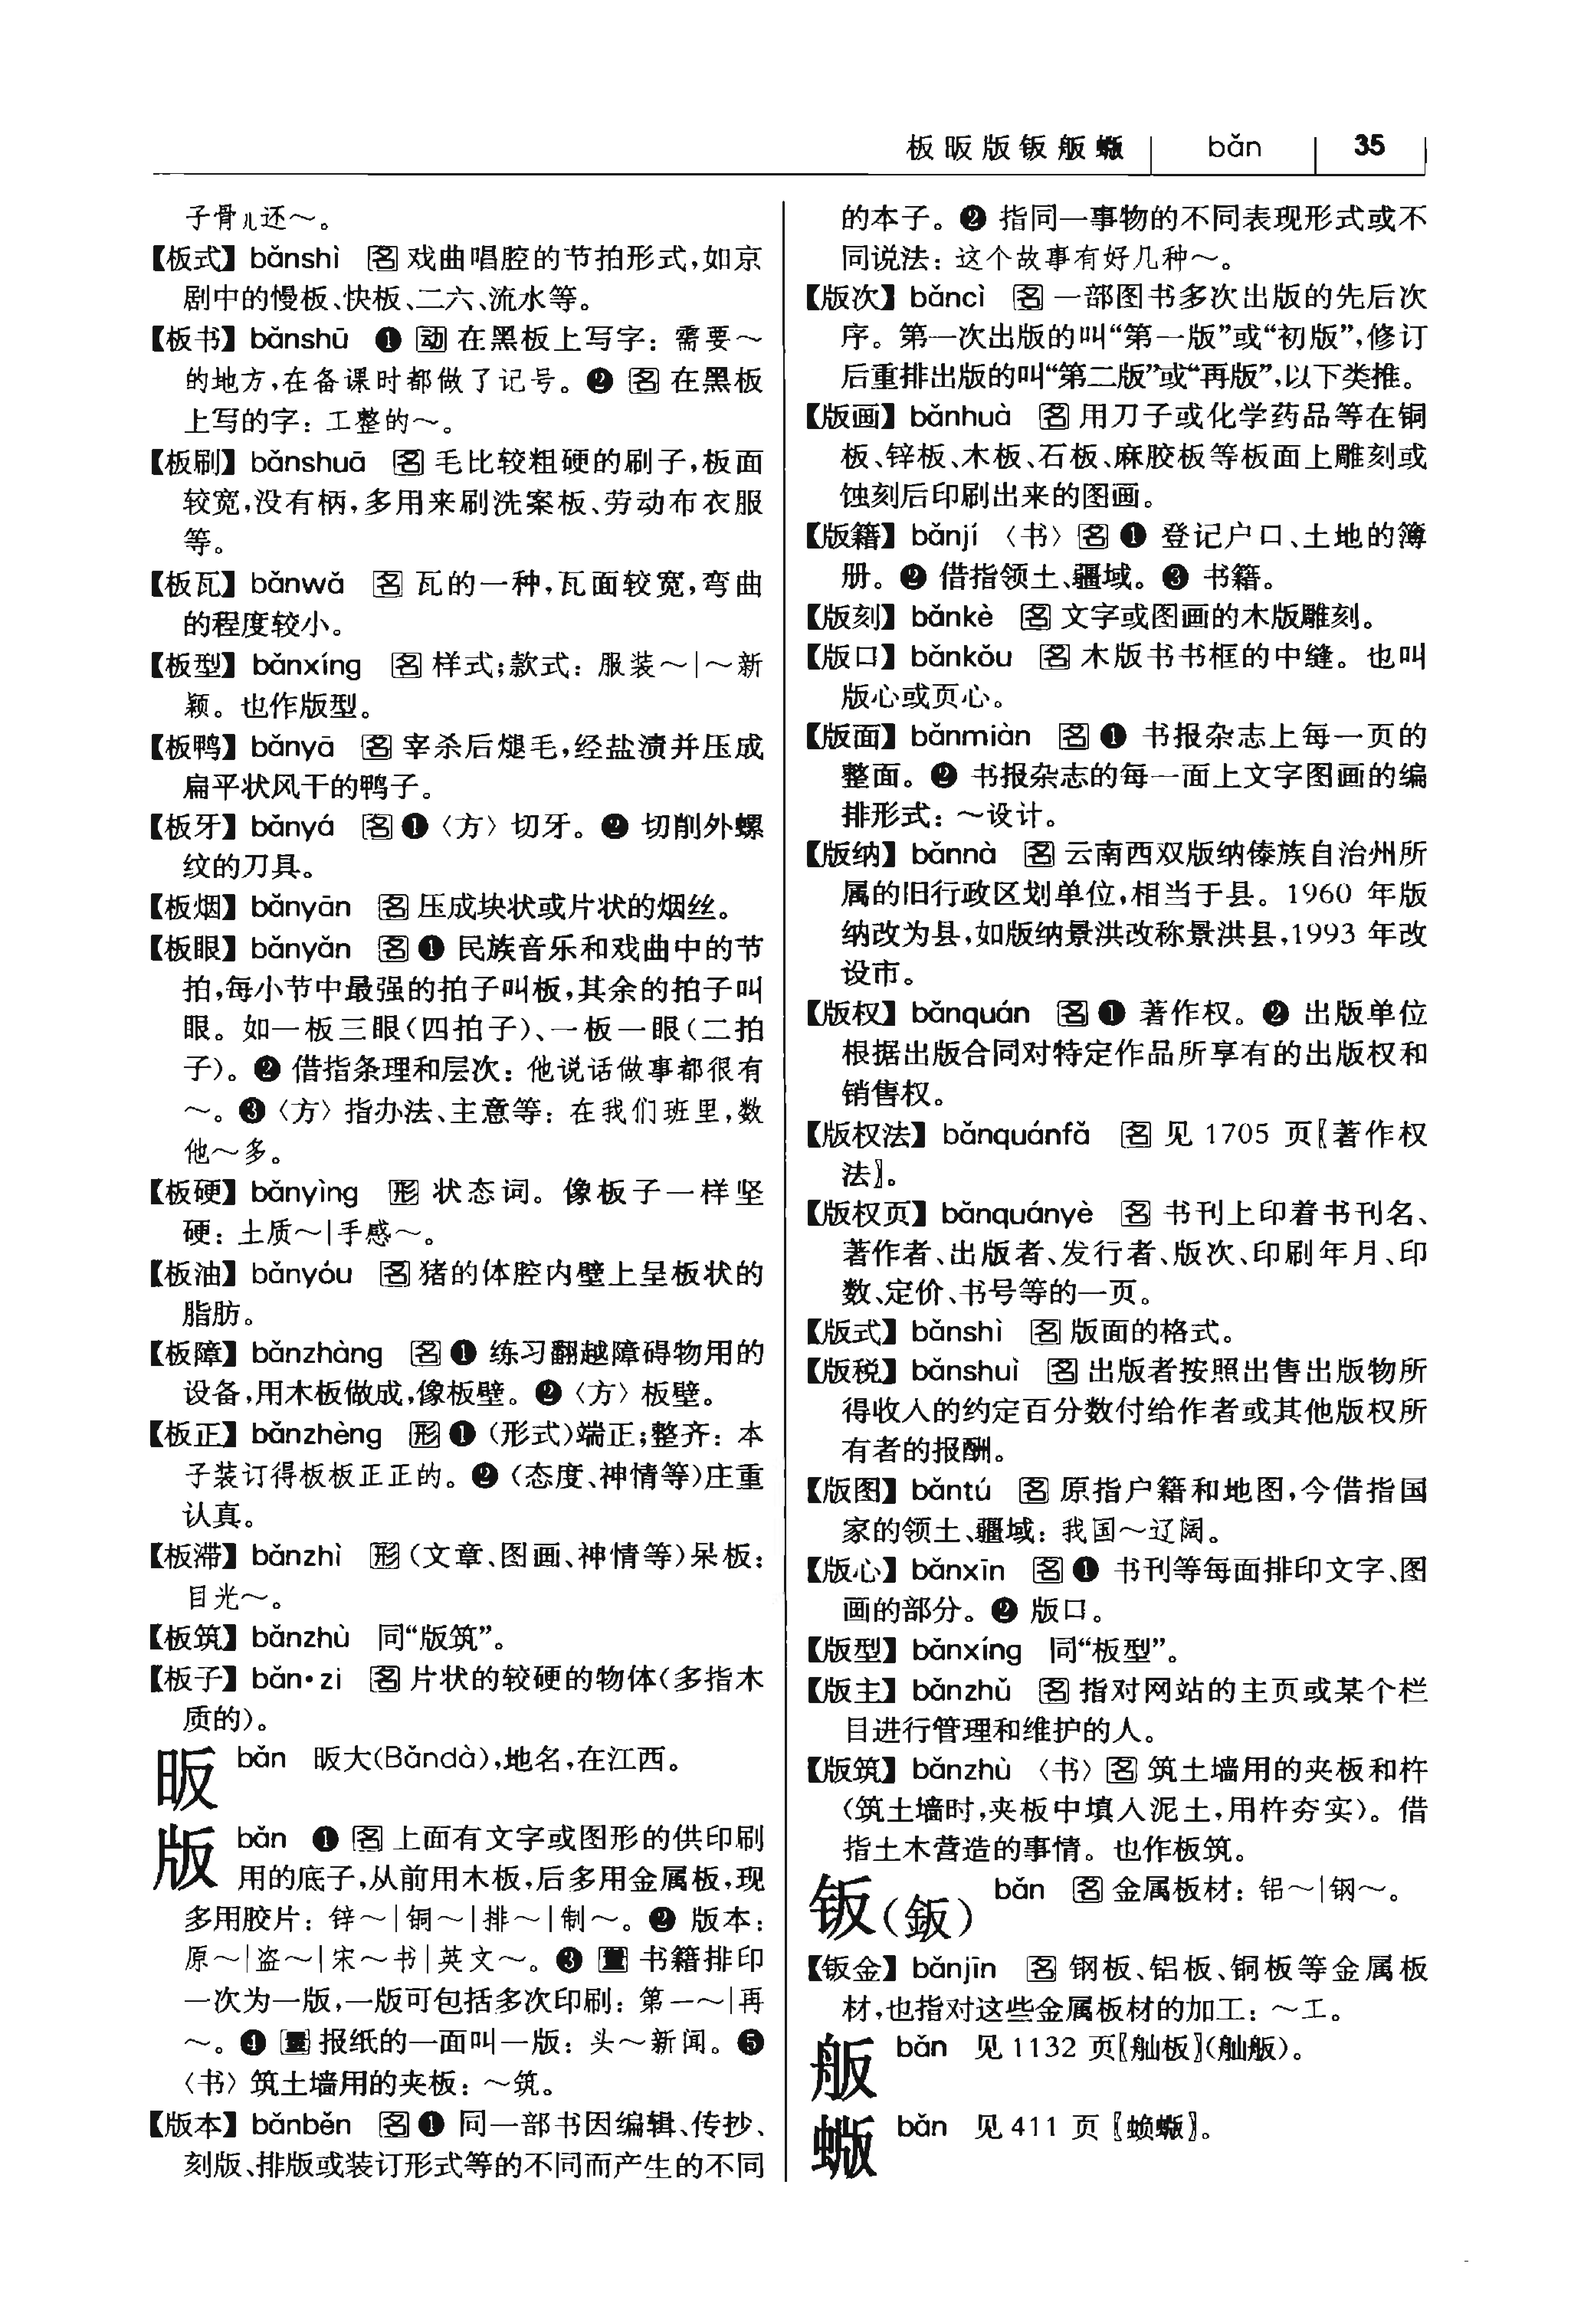 板昄版钣舨蝂 bǎn 35
子骨儿还～。
【板式】bǎnshì 名 戏曲唱腔的节拍形式,如京
剧中的慢板、快板、二六、流水等。
【板书】bǎnshū ❶ 动 在黑板上写字：需要～
的地方,在备课时都做了记号。❷ 名 在黑板
上写的字：工整的～。
【板刷】bǎnshuā 名 毛比较粗硬的刷子,板面
较宽,没有柄,多用来刷洗案板、劳动布衣服
等。
【板瓦】bǎnwǎ 名 瓦的一种,瓦面较宽,弯曲
的程度较小。
【板型】bǎnxíng 名 样式;款式：服装～|～新
颖。也作版型。
【板鸭】bǎnyā 名 宰杀后煺毛,经盐渍并压成
扁平状风干的鸭子。
【板牙】bǎnyá 名 ❶〈方〉切牙。❷ 切削外螺
纹的刀具。
【板烟】bǎnyān 名 压成块状或片状的烟丝。
【板眼】bǎnyǎn 名 ❶ 民族音乐和戏曲中的节
拍,每小节中最强的拍子叫板,其余的拍子叫
眼。如一板三眼(四拍子)、一板一眼(二拍
子)。❷ 借指条理和层次：他说话做事都很有
～。❸〈方〉指办法、主意等：在我们班里,数
他～多。
【板硬】bǎnyìng 形 状态词。像板子一样坚
硬：土质～|手感～。
【板油】bǎnyóu 名 猪的体腔内壁上呈板状的
脂肪。
【板障】bǎnzhàng 名 ❶ 练习翻越障碍物用的
设备,用木板做成,像板壁。❷〈方〉板壁。
【板正】bǎnzhèng 形 ❶ (形式)端正;整齐：本
子装订得板板正正的。❷ (态度、神情等)庄重
认真。
【板滞】bǎnzhì 形 (文章、图画、神情等)呆板：
目光～。
【板筑】bǎnzhù 同“版筑”。
【板子】bǎn•zi 名 片状的较硬的物体(多指木
质的)。
昄 bǎn 昄大(Bǎndà),地名,在江西。
版 bǎn ❶ 名 上面有文字或图形的供印刷
用的底子,从前用木板,后多用金属板,现
多用胶片：锌～|铜～|排～|制～。❷ 版本：
原～|盗～|宋～书|英文～。❸ 量 书籍排印
一次为一版,一版可包括多次印刷：第一～|再
～。❹ 量 报纸的一面叫一版：头～新闻。❺
〈书〉筑土墙用的夹板：～筑。
【版本】bǎnběn 名 ❶ 同一部书因编辑、传抄、
刻版、排版或装订形式等的不同而产生的不同
的本子。❷ 指同一事物的不同表现形式或不
同说法：这个故事有好几种～。
【版次】bǎncì 名 一部图书多次出版的先后次
序。第一次出版的叫“第一版”或“初版”,修订
后重排出版的叫“第二版”或“再版”,以下类推。
【版画】bǎnhuà 名 用刀子或化学药品等在铜
板、锌板、木板、石板、麻胶板等板面上雕刻或
蚀刻后印刷出来的图画。
【版籍】bǎnjí〈书〉名 ❶ 登记户口、土地的簿
册。❷ 借指领土、疆域。❸ 书籍。
【版刻】bǎnkè 名 文字或图画的木版雕刻。
【版口】bǎnkǒu 名 木版书书框的中缝。也叫
版心或页心。
【版面】bǎnmiàn 名 ❶ 书报杂志上每一页的
整面。❷ 书报杂志的每一面上文字图画的编
排形式：～设计。
【版纳】bǎnnà 名 云南西双版纳傣族自治州所
属的旧行政区划单位,相当于县。1960 年版
纳改为县,如版纳景洪改称景洪县,1993 年改
设市。
【版权】bǎnquán 名 ❶ 著作权。❷ 出版单位
根据出版合同对特定作品所享有的出版权和
销售权。
【版权法】bǎnquánfǎ 名 见 1705 页〖著作权
法〗。
【版权页】bǎnquányè 名 书刊上印着书刊名、
著作者、出版者、发行者、版次、印刷年月、印
数、定价、书号等的一页。
【版式】bǎnshì 名 版面的格式。
【版税】bǎnshuì 名 出版者按照出售出版物所
得收入的约定百分数付给作者或其他版权所
有者的报酬。
【版图】bǎntú 名 原指户籍和地图,今借指国
家的领土、疆域：我国～辽阔。
【版心】bǎnxīn 名 ❶ 书刊等每面排印文字、图
画的部分。❷ 版口。
【版型】bǎnxíng 同“板型”。
【版主】bǎnzhǔ 名 指对网站的主页或某个栏
目进行管理和维护的人。
【版筑】bǎnzhù〈书〉名 筑土墙用的夹板和杵
(筑土墙时,夹板中填入泥土,用杵夯实)。借
指土木营造的事情。也作板筑。
钣(鈑) bǎn 名 金属板材：铝～|钢～。
【钣金】bǎnjīn 名 钢板、铝板、铜板等金属板
材,也指对这些金属板材的加工：～工。
舨 bǎn 见 1132 页〖舢板〗(舢舨)。
蝂 bǎn 见 411 页〖蝜蝂〗。